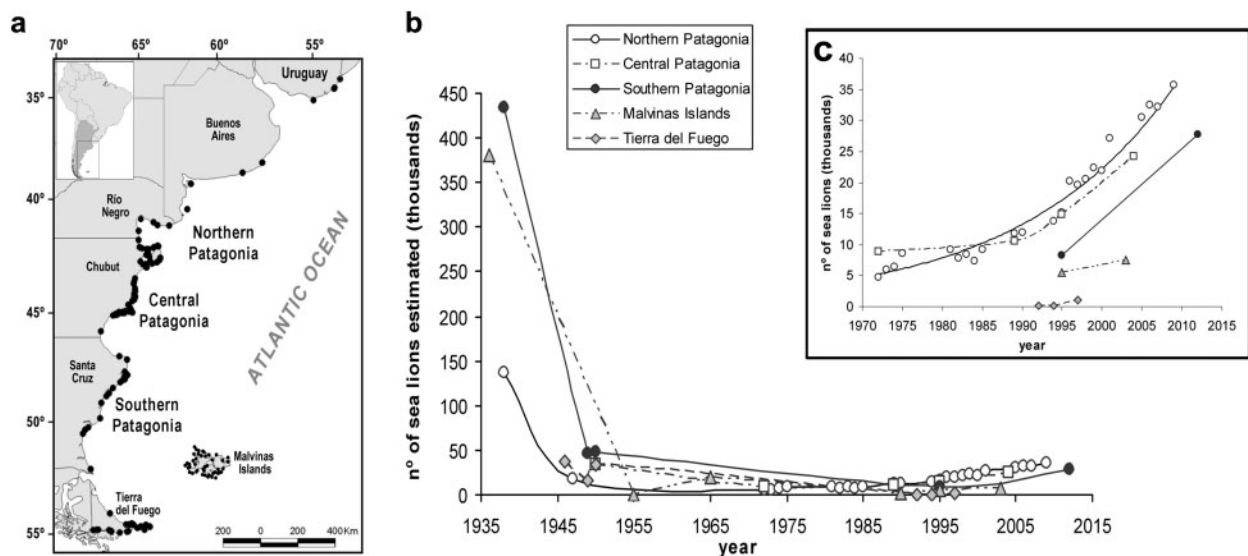 a
70°
65°
60°
55°
35°
40°
45°
50°
55°
Uruguay
Buenos
Aires
Río
Negro
Northern
Patagonia
Chubut
Central
Patagonia
ATLANTIC OCEAN
Santa
Cruz
Southern
Patagonia
Malvinas
Islands
Tierra
del Fuego
200 0 200 400Km
b
Northern Patagonia
Central Patagonia
Southern Patagonia
Malvinas Islands
Tierra del Fuego
nº of sea lions estimated (thousands)
450
400
350
300
250
200
150
100
50
0
1935 1945 1955 1965 1975 1985 1995 2005 2015
year
c
nº of sea lions (thousands)
40
35
30
25
20
15
10
5
0
1970 1975 1980 1985 1990 1995 2000 2005 2010 2015
year